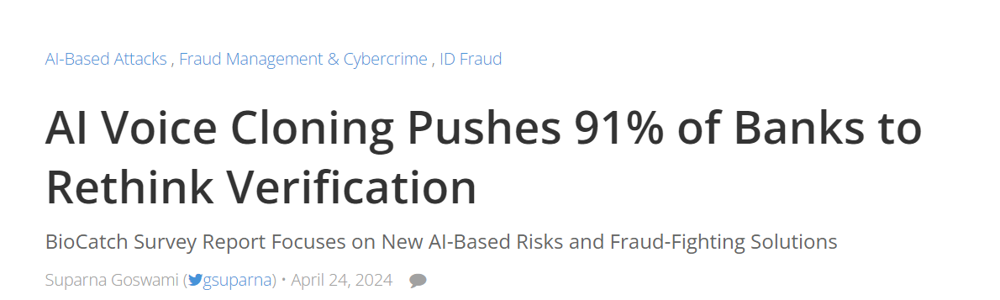 AI-Based Attacks , Fraud Management & Cybercrime , ID Fraud
AI Voice Cloning Pushes 91% of Banks to
Rethink Verification
BioCatch Survey Report Focuses on New AI-Based Risks and Fraud-Fighting Solutions
Suparna Goswami (gsuparna) • April 24, 2024